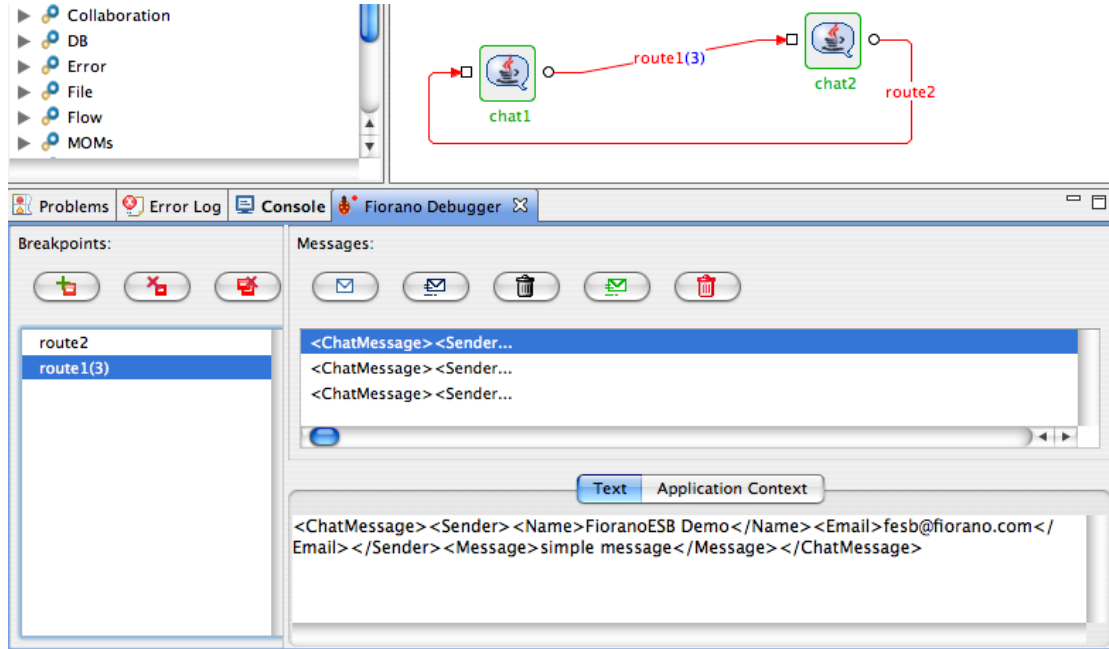 Collaboration
DB
Error
File
Flow
MOMs
route1(3)
chat1
chat2
route2
Problems Error Log Console Fiorano Debugger
Breakpoints:
Messages:
route2
route1(3)
<ChatMessage><Sender...
<ChatMessage><Sender...
<ChatMessage><Sender...
Text Application Context
<ChatMessage><Sender><Name>FioranoESB Demo</Name><Email>fesb@fiorano.com</
Email></Sender><Message>simple message</Message></ChatMessage>